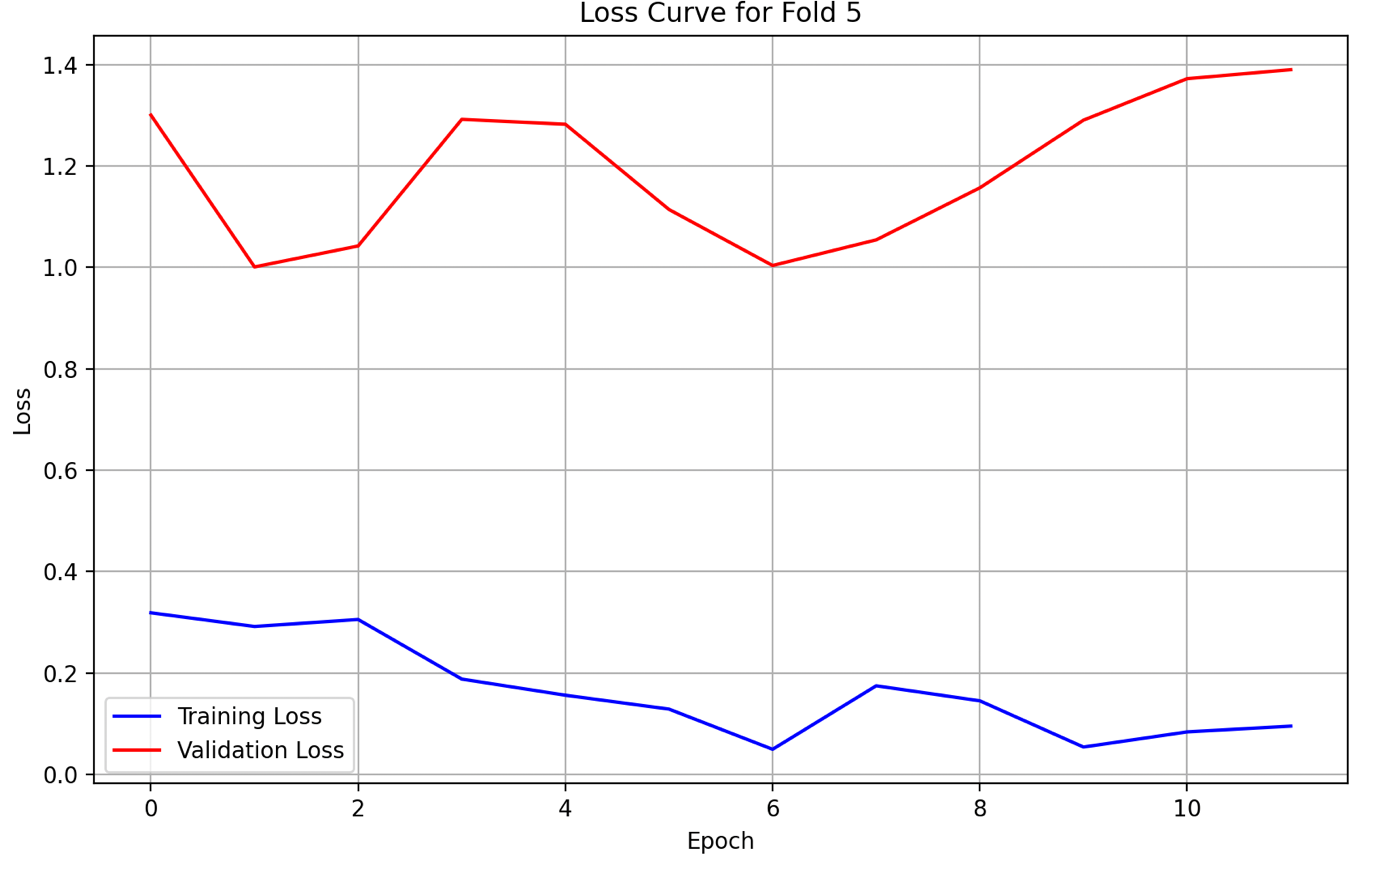 Loss Curve for Fold 5
1.4
1.2
1.0
0.8
0.6
0.4
0.2
0.0
Loss
Training Loss
Validation Loss
0 2 4 6 8 10
Epoch